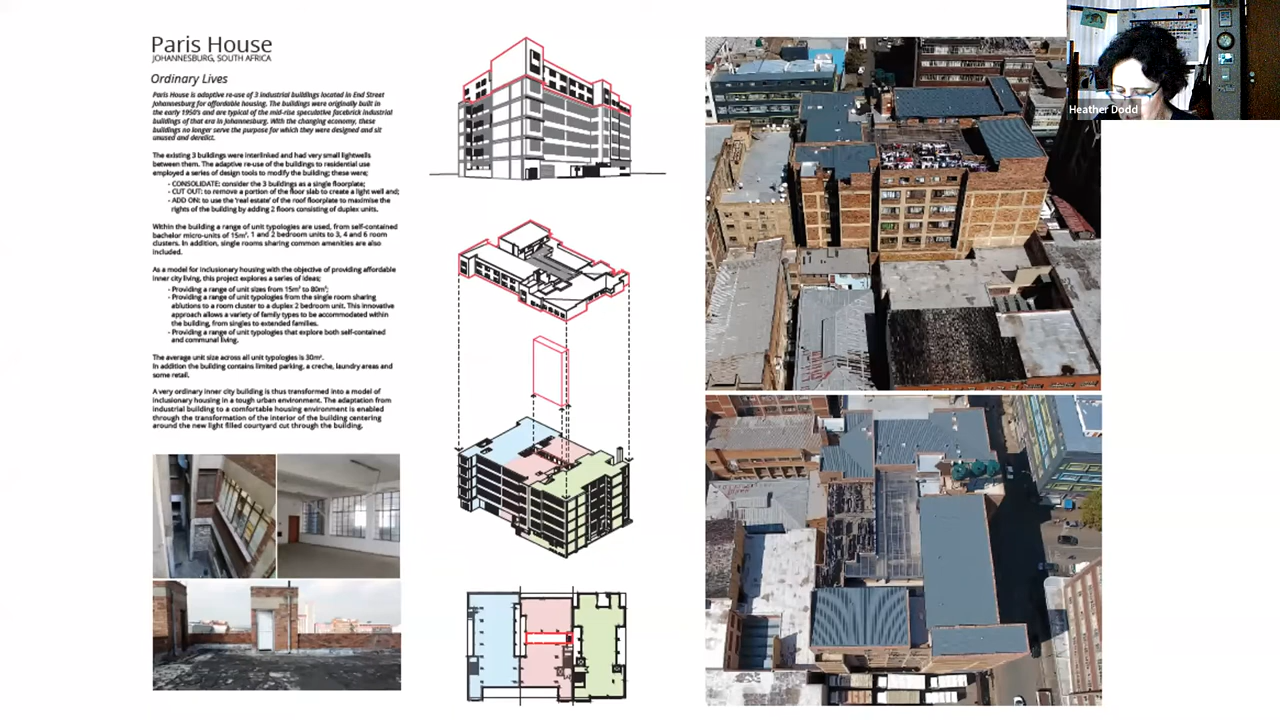 Paris House
JOHANNESBURG, SOUTH AFRICA
Ordinary Lives
Paris House is adaptive re-use of 3 industrial buildings located in End Street
Johannesburg for affordable housing. The buildings were originally built in
the early 1950's and are typical of the mid-rise speculative facebrick industrial
buildings of that era in Johannesburg. With the changing economy, these
buildings no longer serve the purpose for which they were designed and sit
unused and derelict.
The existing 3 buildings were interlinked and had very small lightwells
between them. The adaptive re-use of the buildings to residential use
employed a series of design tools to modify the building; these were;
- CONSOLIDATE: consider the 3 buildings as a single floorplate;
- CUT OUT: to remove a portion of the floor slab to create a light well and;
- ADD ON: to use the 'real estate' of the roof floorplate to maximise the
rights of the building by adding 2 floors consisting of duplex units.
Within the building a range of unit typologies are used, from self-contained
bachelor micro-units of 15m², 1 and 2 bedroom units to 3, 4 and 6 room
clusters. In addition, single rooms sharing common amenities are also
included.
As a model for inclusionary housing with the objective of providing affordable
inner city living, this project explores a series of ideas;
- Providing a range of unit sizes from 15m² to 80m²;
- Providing a range of unit typologies from the single room sharing
ablutions to a room cluster to a duplex 2 bedroom unit. This innovative
approach allows a variety of family types to be accommodated within
the building, from singles to extended families.
- Providing a range of unit typologies that explore both self-contained
and communal living.
The average unit size across all unit typologies is 30m².
In addition the building contains limited parking, a creche, laundry areas and
some retail.
A very ordinary inner city building is thus transformed into a model of
inclusionary housing in a tough urban environment. The adaptation from
industrial building to a comfortable housing environment is enabled
through the transformation of the interior of the building centering
around the new light filled courtyard cut through the building.
Heather Dodd